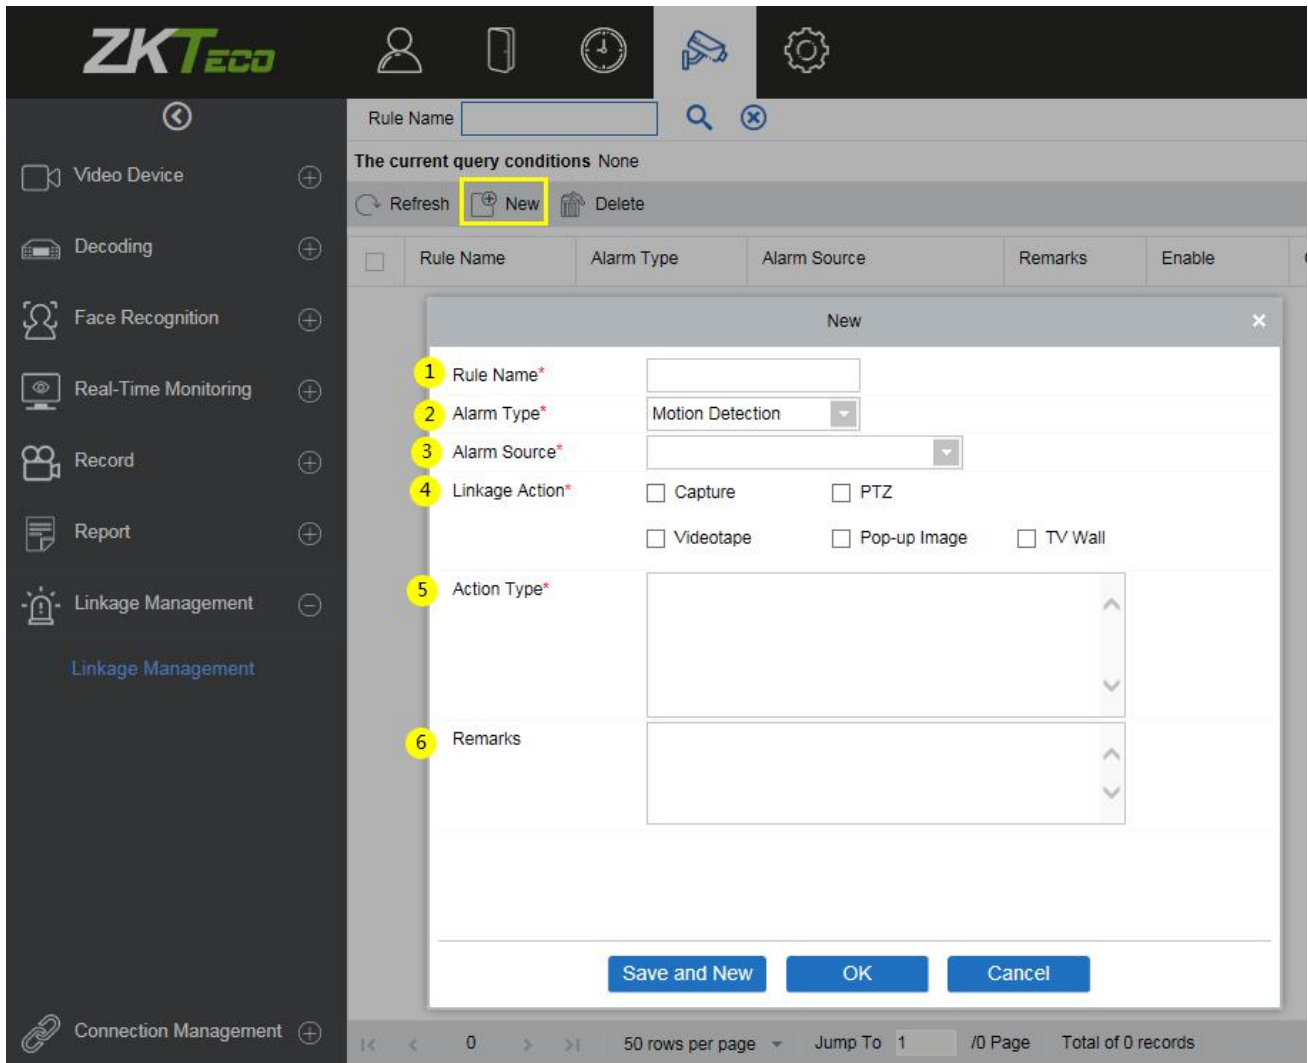 ZKTeco
Rule Name
Video Device
The current query conditions None
Refresh New Delete
Decoding
Rule Name Alarm Type Alarm Source Remarks Enable
Face Recognition
New
1 Rule Name*
Real-Time Monitoring
2 Alarm Type* Motion Detection
3 Alarm Source*
Record
4 Linkage Action* Capture PTZ
Report
Videotape Pop-up Image TV Wall
5 Action Type*
Linkage Management
Linkage Management
6 Remarks
Save and New OK Cancel
Connection Management
0 50 rows per page Jump To 1 /0 Page Total of 0 records